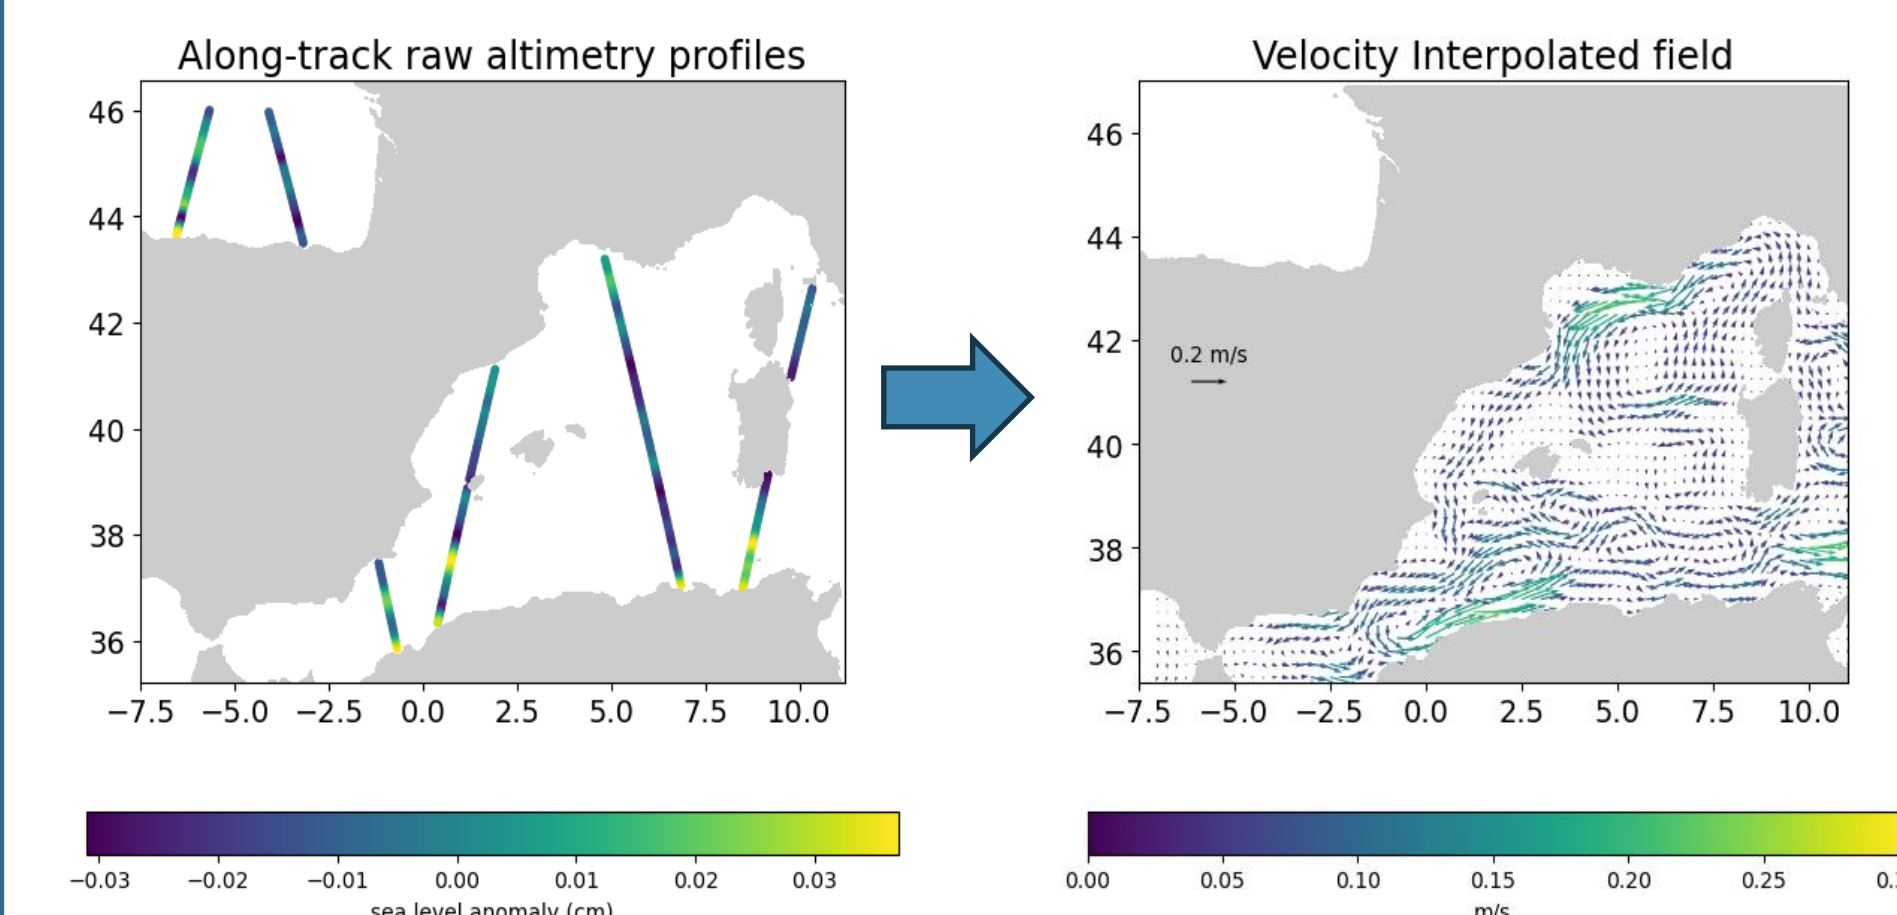 Along-track raw altimetry profiles
46
44
42
40
38
36
−7.5 −5.0 −2.5 0.0 2.5 5.0 7.5 10.0
−0.03 −0.02 −0.01 0.00 0.01 0.02 0.03
sea level anomaly (cm)
Velocity Interpolated field
46
44
42
40
38
36
0.2 m/s
−7.5 −5.0 −2.5 0.0 2.5 5.0 7.5 10.0
0.00 0.05 0.10 0.15 0.20 0.25
m/s